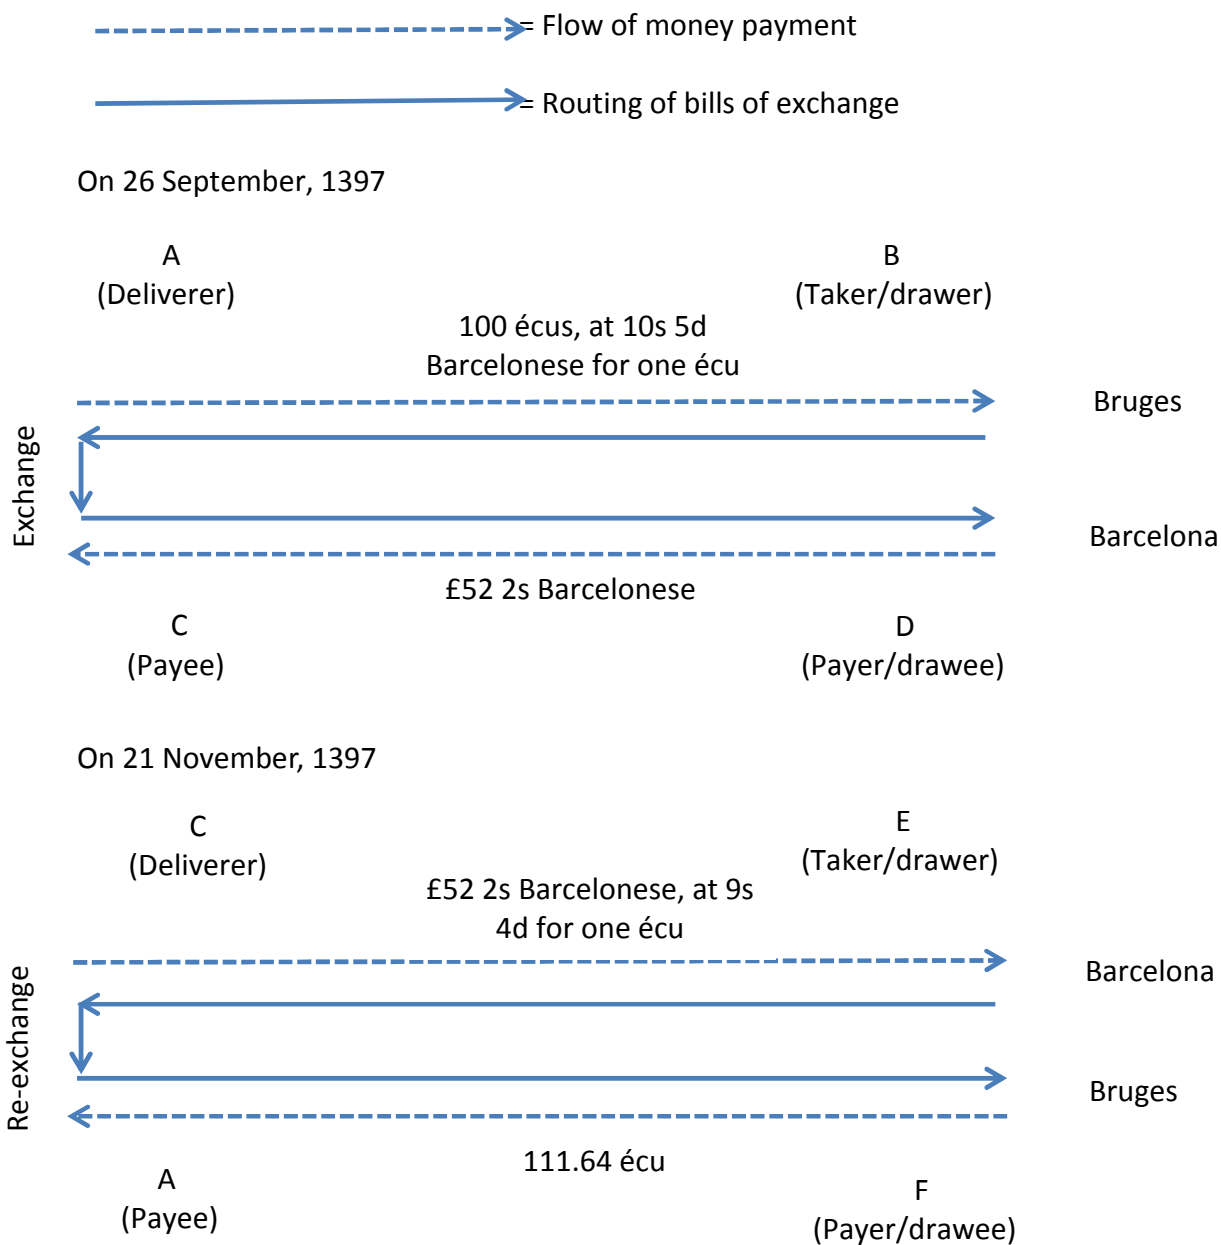 = Flow of money payment
= Routing of bills of exchange
On 26 September, 1397
A
(Deliverer)
B
(Taker/drawer)
100 écus, at 10s 5d
Barcelonese for one écu
Bruges
Exchange
Barcelona
£52 2s Barcelonese
C
(Payee)
D
(Payer/drawee)
On 21 November, 1397
C
(Deliverer)
E
(Taker/drawer)
£52 2s Barcelonese, at 9s
4d for one écu
Barcelona
Re-exchange
Bruges
111.64 écu
A
(Payee)
F
(Payer/drawee)